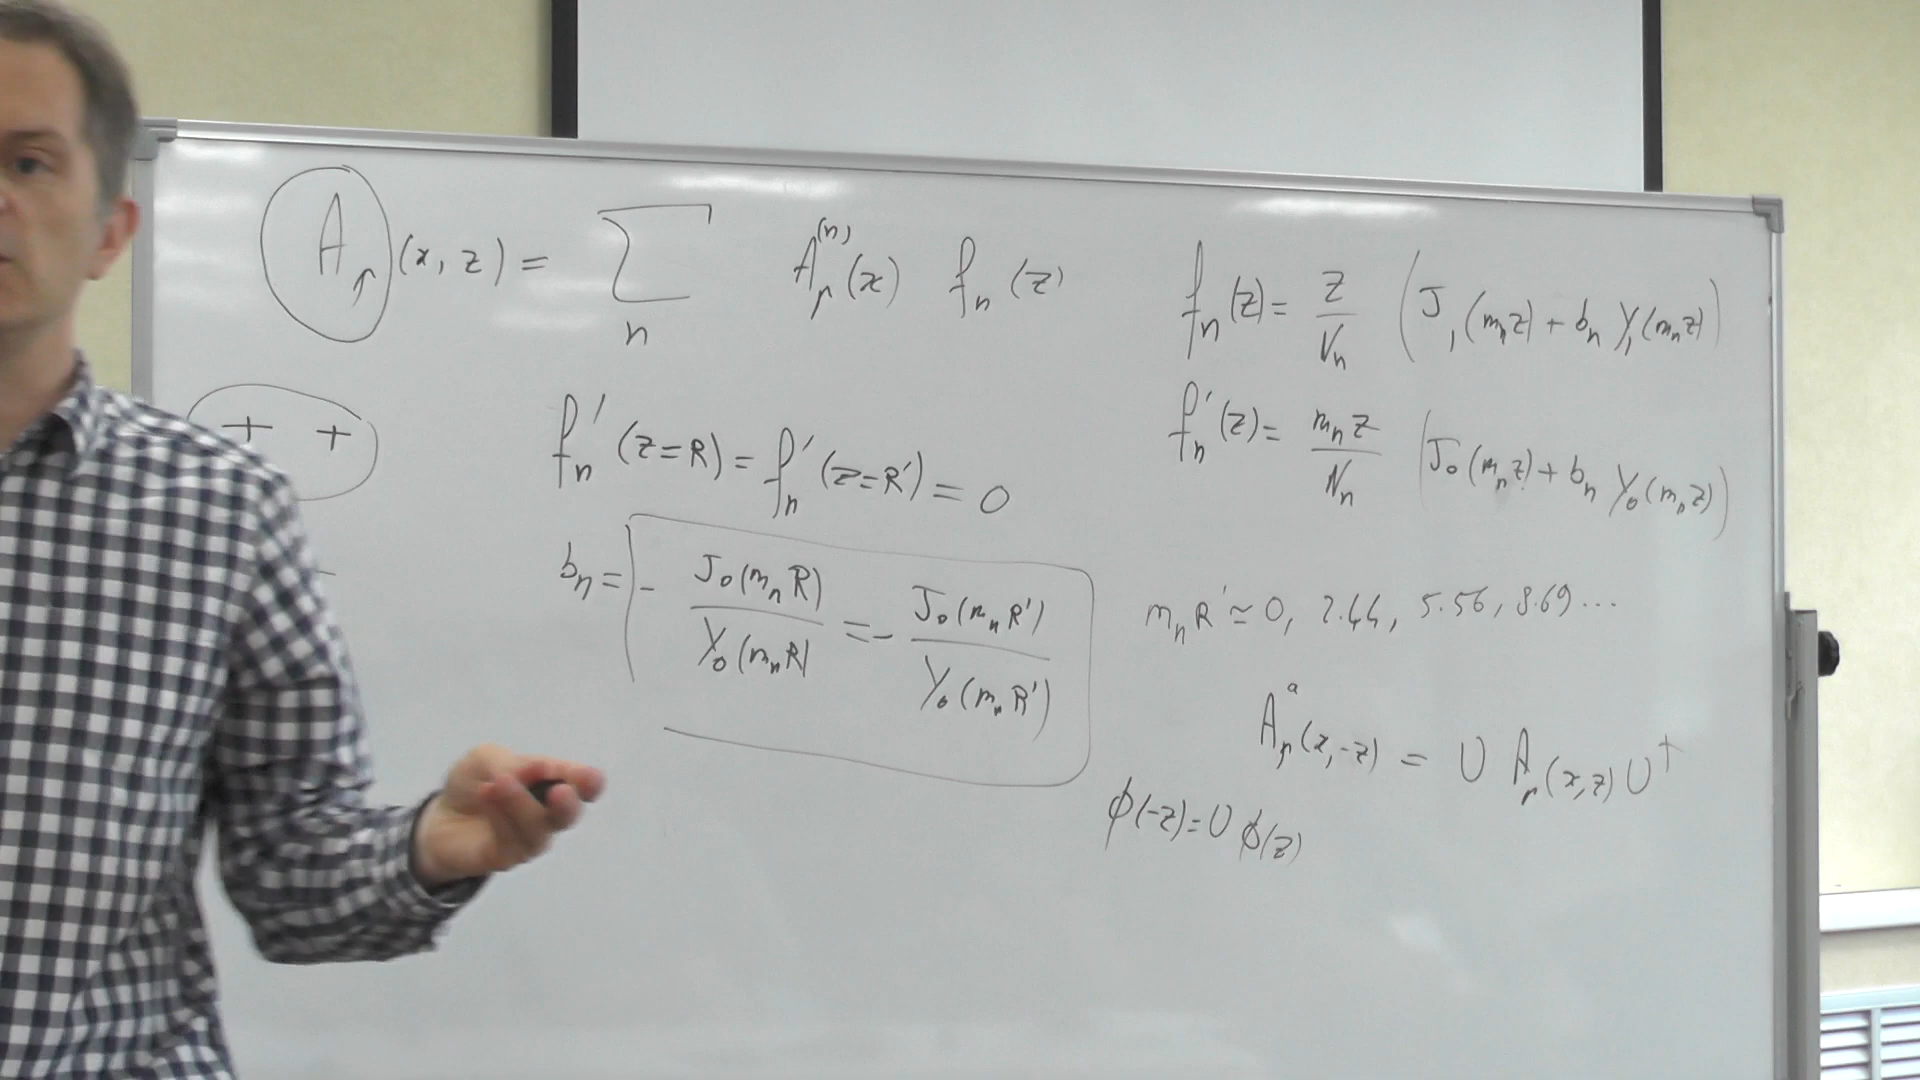 A_μ(x, z) = Σ_n A_μ^(n)(x) f_n(z)
f_n(z) = z/N_n (J_1(m_n z) + b_n Y_1(m_n z))
+ +
f_n'(z=R) = f_n'(z=R') = 0
f_n'(z) = m_n z/N_n (J_0(m_n z) + b_n Y_0(m_n z))
b_n = - J_0(m_n R)/Y_0(m_n R) = - J_0(m_n R')/Y_0(m_n R')
m_n R' ≃ 0, 2.44, 5.56, 8.69 ...
A_μ^a(x, -z) = U A_μ(x, z) U†
ϕ(-z) = U ϕ(z)